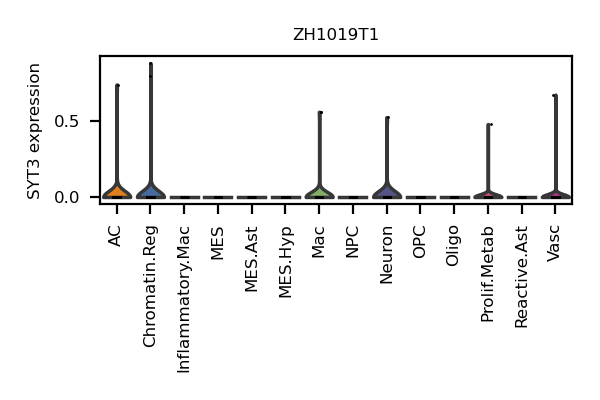 ZH1019T1
SYT3 expression
0.5
0.0
AC
Chromatin.Reg
Inflammatory.Mac
MES
MES.Ast
MES.Hyp
Mac
NPC
Neuron
OPC
Oligo
Prolif.Metab
Reactive.Ast
Vasc